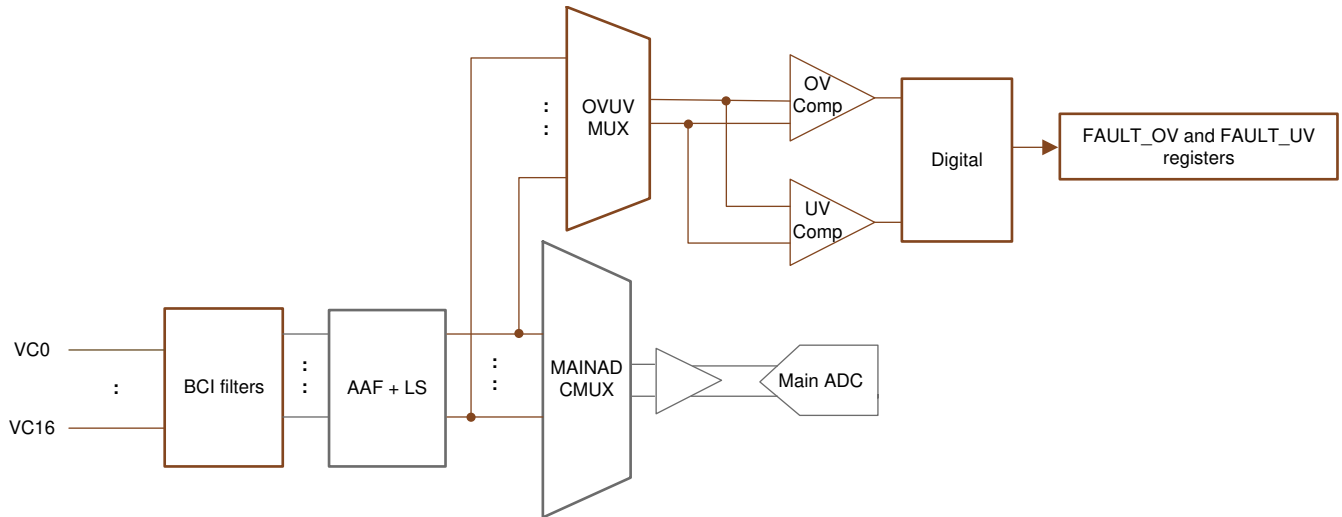 OVUV
MUX
OV
Comp
UV
Comp
Digital
FAULT_OV and FAULT_UV
registers
VC0
:
VC16
BCI filters
:
:
AAF + LS
:
:
:
:
MAINAD
CMUX
Main ADC